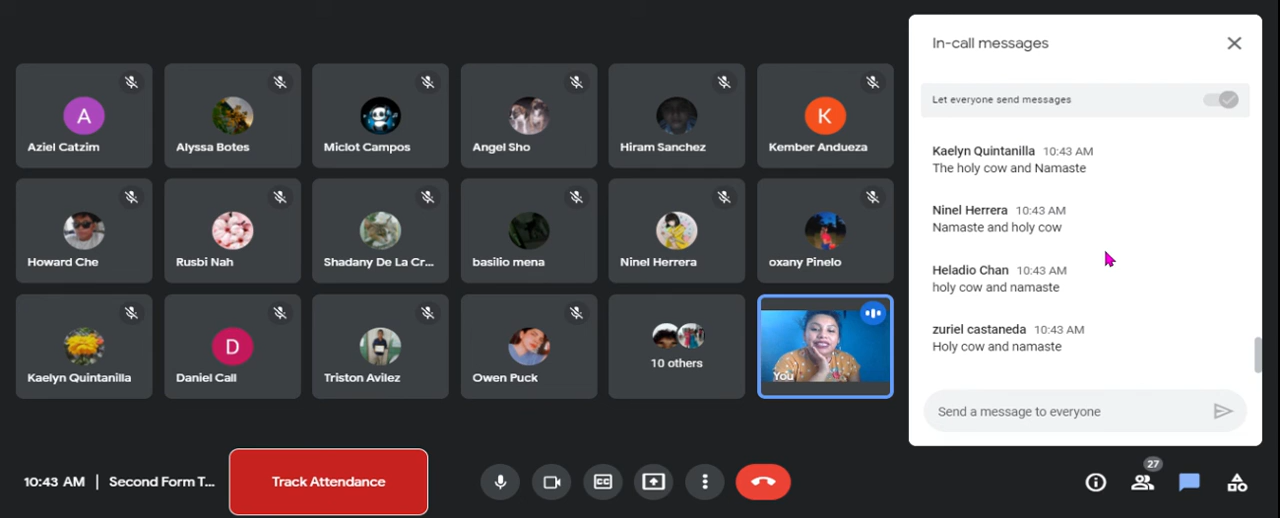 A
Aziel Catzim
Alyssa Botes
Miclot Campos
Angel Sho
Hiram Sanchez
K
Kember Andueza
Howard Che
Rusbi Nah
Shadany De La Cr...
basilio mena
Ninel Herrera
oxany Pinelo
Kaelyn Quintanilla
D
Daniel Call
Triston Avilez
Owen Puck
10 others
You
In-call messages
Let everyone send messages
Kaelyn Quintanilla 10:43 AM
The holy cow and Namaste
Ninel Herrera 10:43 AM
Namaste and holy cow
Heladio Chan 10:43 AM
holy cow and namaste
zuriel castaneda 10:43 AM
Holy cow and namaste
Send a message to everyone
10:43 AM | Second Form T...
Track Attendance
CC
27